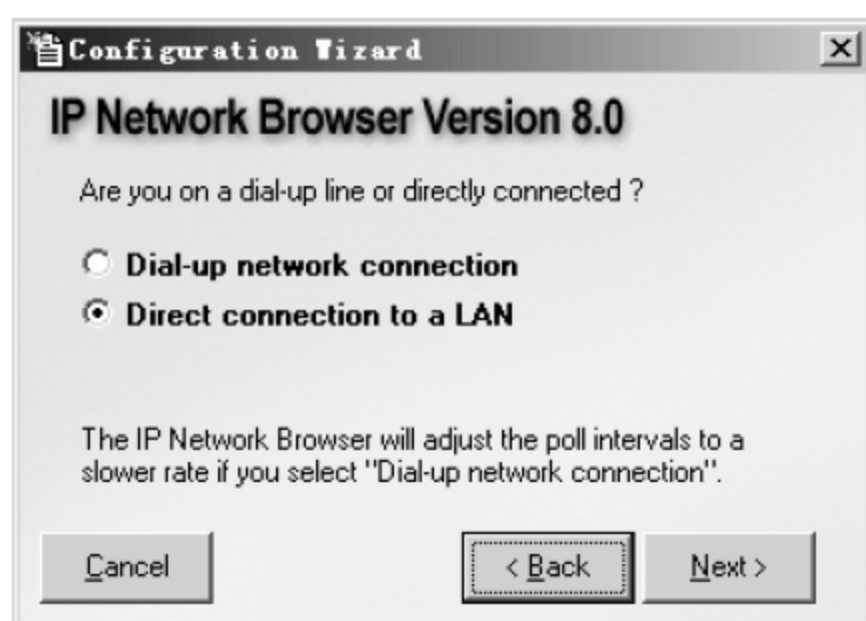 Configuration Wizard
IP Network Browser Version 8.0
Are you on a dial-up line or directly connected ?
Dial-up network connection
Direct connection to a LAN
The IP Network Browser will adjust the poll intervals to a
slower rate if you select "Dial-up network connection".
Cancel
< Back
Next >